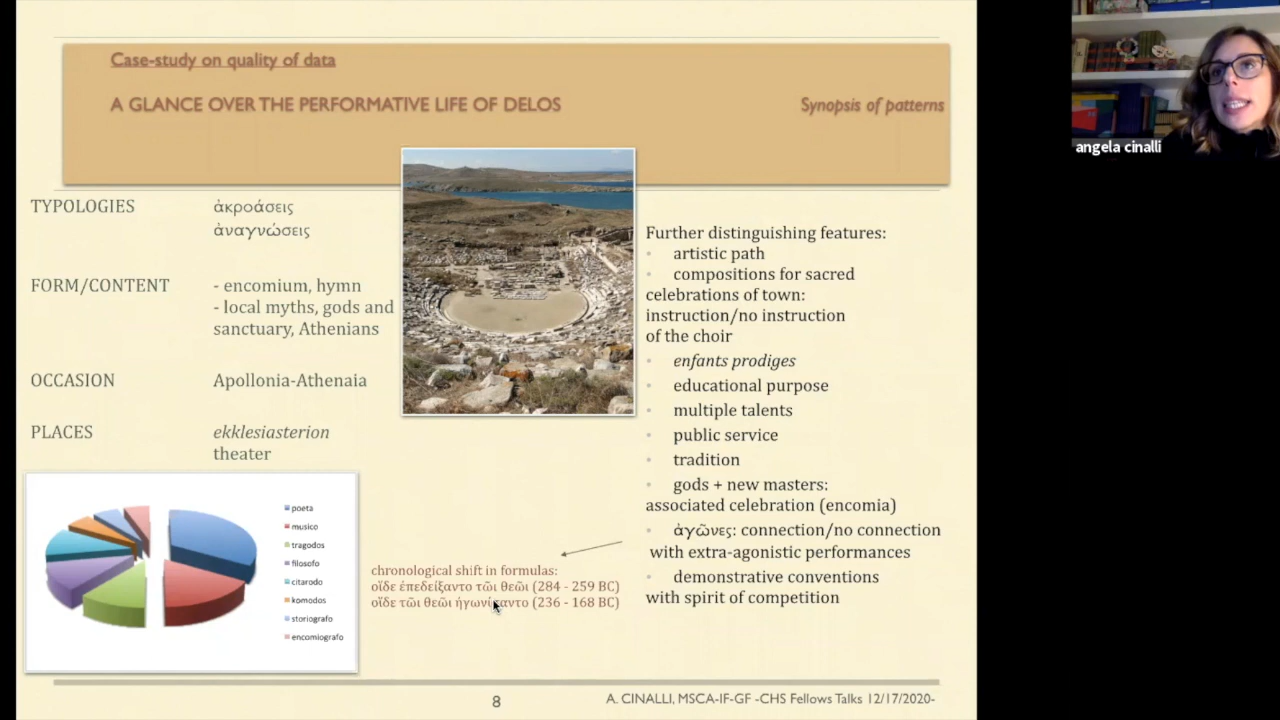 Case-study on quality of data
A GLANCE OVER THE PERFORMATIVE LIFE OF DELOS
Synopsis of patterns
angela cinalli
TYPOLOGIES
ἀκροάσεις
ἀναγνώσεις
FORM/CONTENT
- encomium, hymn
- local myths, gods and
sanctuary, Athenians
OCCASION
Apollonia-Athenaia
PLACES
ekklesiasterion
theater
poeta
musico
tragodos
filosofo
citarodo
komodos
storiografo
encomiografo
chronological shift in formulas:
οἵδε ἐπεδείξαντο τῶι θεῶι (284 - 259 BC)
οἵδε τῶι θεῶι ἠγωνίσαντο (236 - 168 BC)
Further distinguishing features:
artistic path
compositions for sacred
celebrations of town:
instruction/no instruction
of the choir
enfants prodiges
educational purpose
multiple talents
public service
tradition
gods + new masters:
associated celebration (encomia)
ἀγῶνες: connection/no connection
with extra-agonistic performances
demonstrative conventions
with spirit of competition
8
A. CINALLI, MSCA-IF-GF -CHS Fellows Talks 12/17/2020-